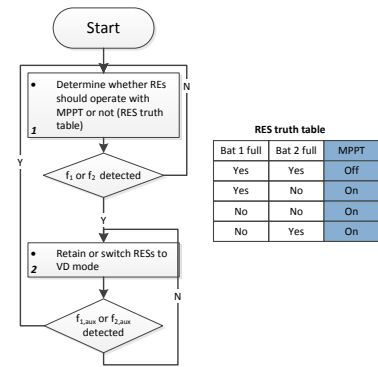 Start
• Determine whether REs
should operate with
MPPT or not (RES truth
table)
1
N
Y
f1 or f2 detected
Y
• Retain or switch RESs to
VD mode
2
N
f1,aux or f2,aux
detected
RES truth table
Bat 1 full Bat 2 full MPPT
Yes Yes Off
Yes No On
No No On
No Yes On